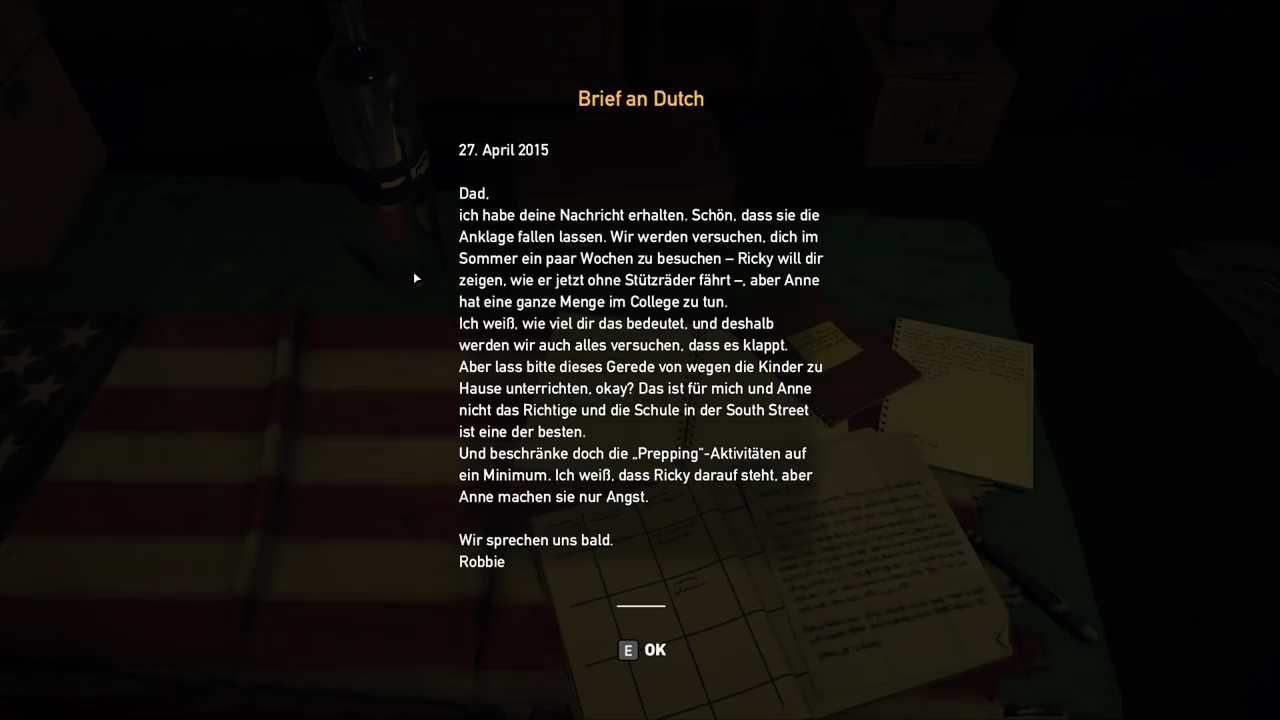 Brief an Dutch
27. April 2015
Dad,
ich habe deine Nachricht erhalten. Schön, dass sie die
Anklage fallen lassen. Wir werden versuchen, dich im
Sommer ein paar Wochen zu besuchen – Ricky will dir
zeigen, wie er jetzt ohne Stützräder fährt –, aber Anne
hat eine ganze Menge im College zu tun.
Ich weiß, wie viel dir das bedeutet, und deshalb
werden wir auch alles versuchen, dass es klappt.
Aber lass bitte dieses Gerede von wegen die Kinder zu
Hause unterrichten, okay? Das ist für mich und Anne
nicht das Richtige und die Schule in der South Street
ist eine der besten.
Und beschränke doch die „Prepping“-Aktivitäten auf
ein Minimum. Ich weiß, dass Ricky darauf steht, aber
Anne machen sie nur Angst.
Wir sprechen uns bald.
Robbie
E OK